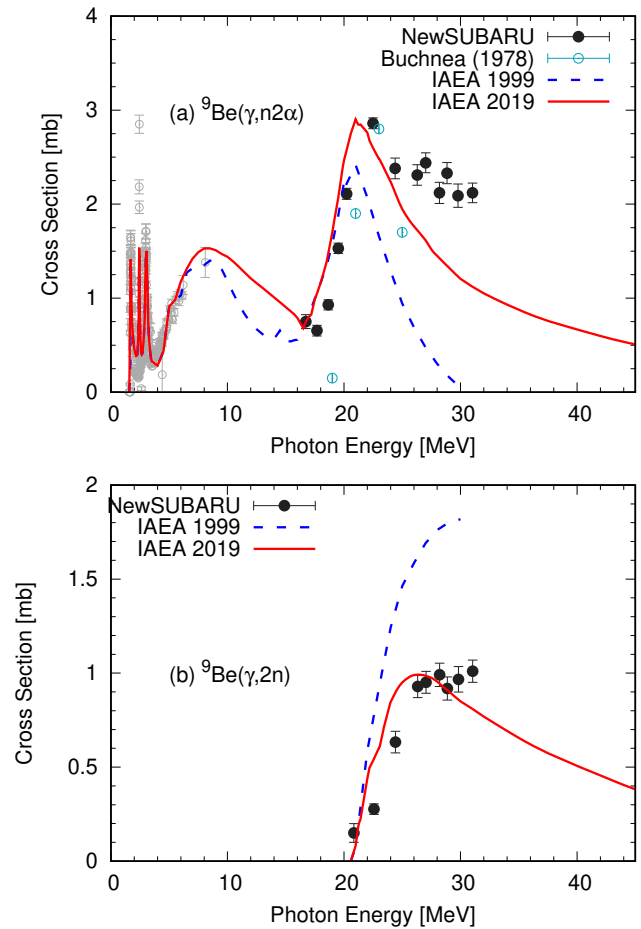 4
3
2
1
0
Cross Section [mb]
(a) ⁹Be(γ,n2α)
NewSUBARU
Buchnea (1978)
IAEA 1999
IAEA 2019
0 10 20 30 40
Photon Energy [MeV]
2
1.5
1
0.5
0
Cross Section [mb]
NewSUBARU
IAEA 1999
IAEA 2019
(b) ⁹Be(γ,2n)
0 10 20 30 40
Photon Energy [MeV]